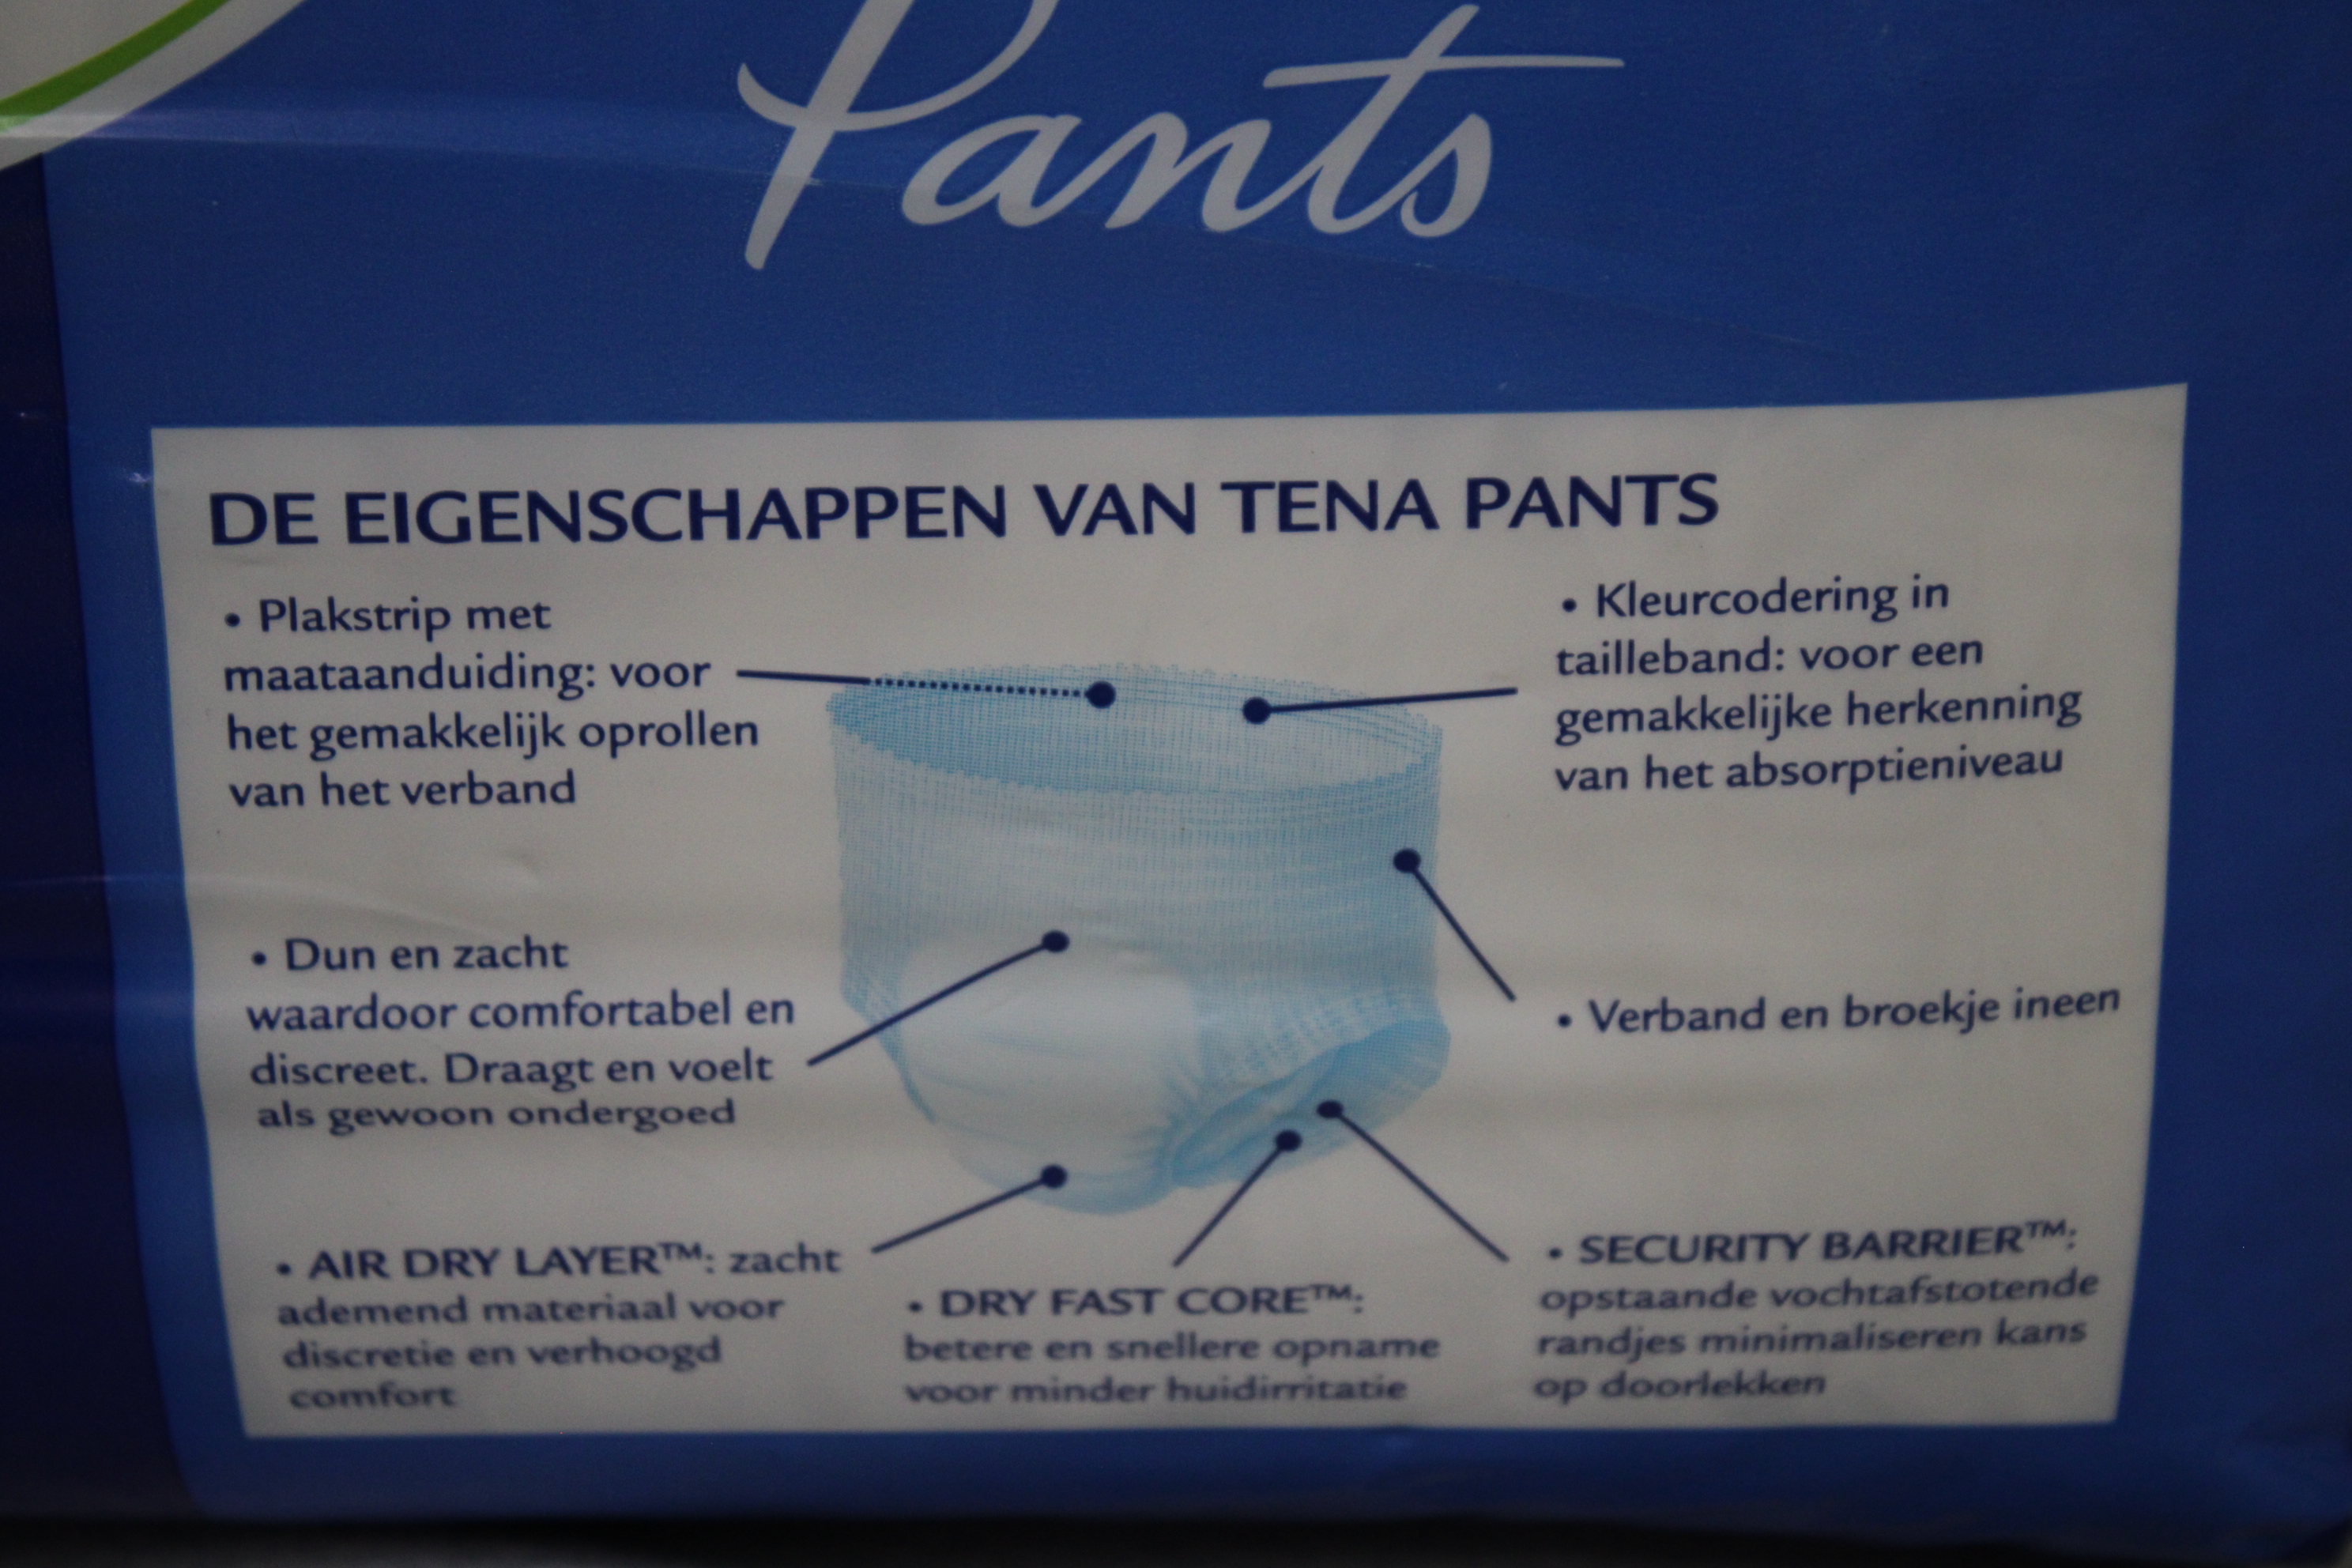 Pants
DE EIGENSCHAPPEN VAN TENA PANTS
• Plakstrip met
maataanduiding: voor
het gemakkelijk oprollen
van het verband
• Kleurcodering in
tailleband: voor een
gemakkelijke herkenning
van het absorptieniveau
• Dun en zacht
waardoor comfortabel en
discreet. Draagt en voelt
als gewoon ondergoed
• Verband en broekje ineen
• AIR DRY LAYER™: zacht
ademend materiaal voor
discretie en verhoogd
comfort
• DRY FAST CORE™:
betere en snellere opname
voor minder huidirritatie
• SECURITY BARRIER™:
opstaande vochtafstotende
randjes minimaliseren kans
op doorlekken